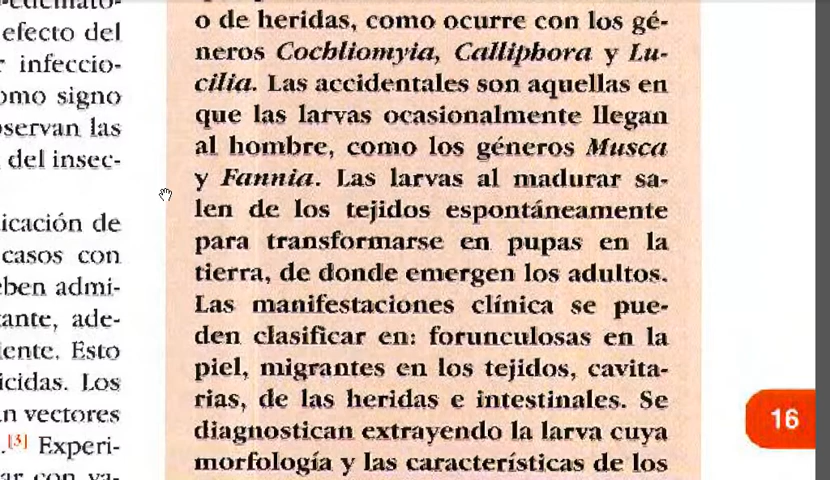 efecto del
infeccio-
omo signo
servan las
del insec-
icación de
casos con
eben admi-
tante, ade-
iente. Esto
icidas. Los
n vectores
.[3] Experi-
o de heridas, como ocurre con los gé-
neros Cochliomyia, Calliphora y Lu-
cilia. Las accidentales son aquellas en
que las larvas ocasionalmente llegan
al hombre, como los géneros Musca
y Fannia. Las larvas al madurar sa-
len de los tejidos espontáneamente
para transformarse en pupas en la
tierra, de donde emergen los adultos.
Las manifestaciones clínica se pue-
den clasificar en: forunculosas en la
piel, migrantes en los tejidos, cavita-
rias, de las heridas e intestinales. Se
diagnostican extrayendo la larva cuya
morfología y las características de los
16